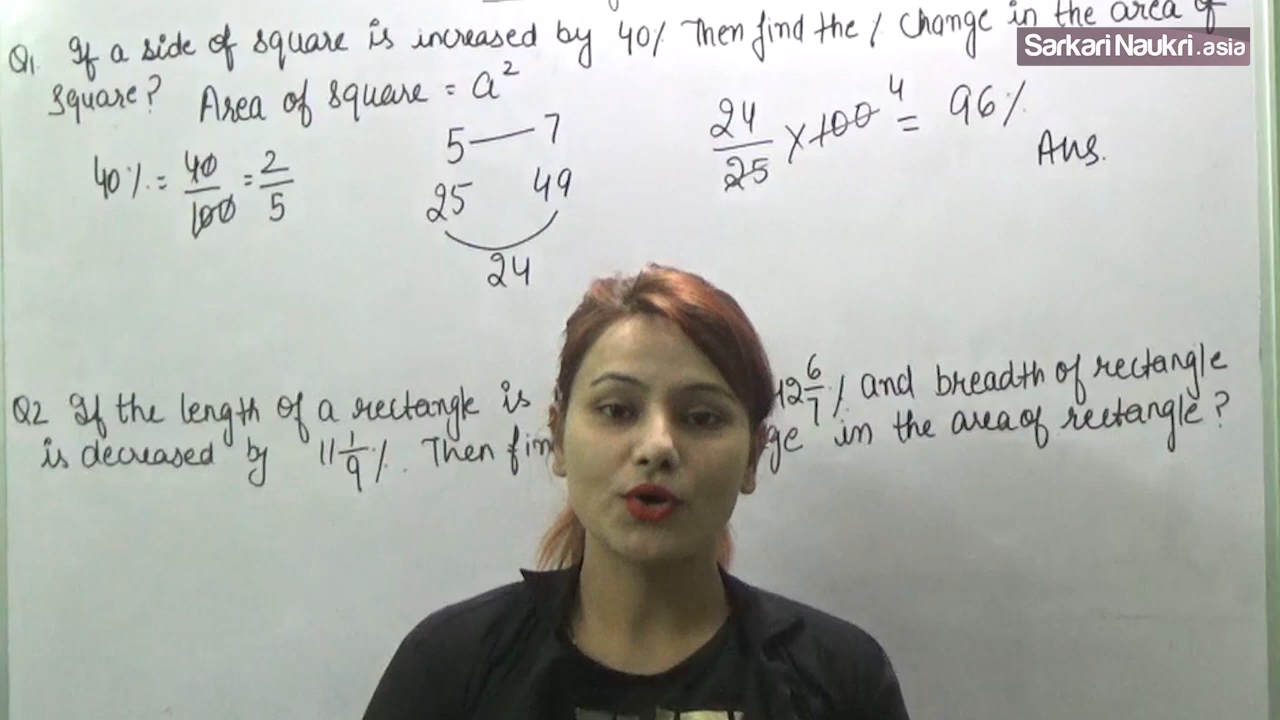 Q1. If a side of square is increased by 40% Then find the % change in the area of
SarkariNaukri.asia
square? Area of square = a²
40% = 40/100 = 2/5
5 — 7
25 49
24
24/25 × 100 4 = 96%
Ans.
Q2 If the length of a rectangle is 12 6/7 % and breadth of rectangle
is decreased by 11 1/9 %. Then fin ge in the area of rectangle?